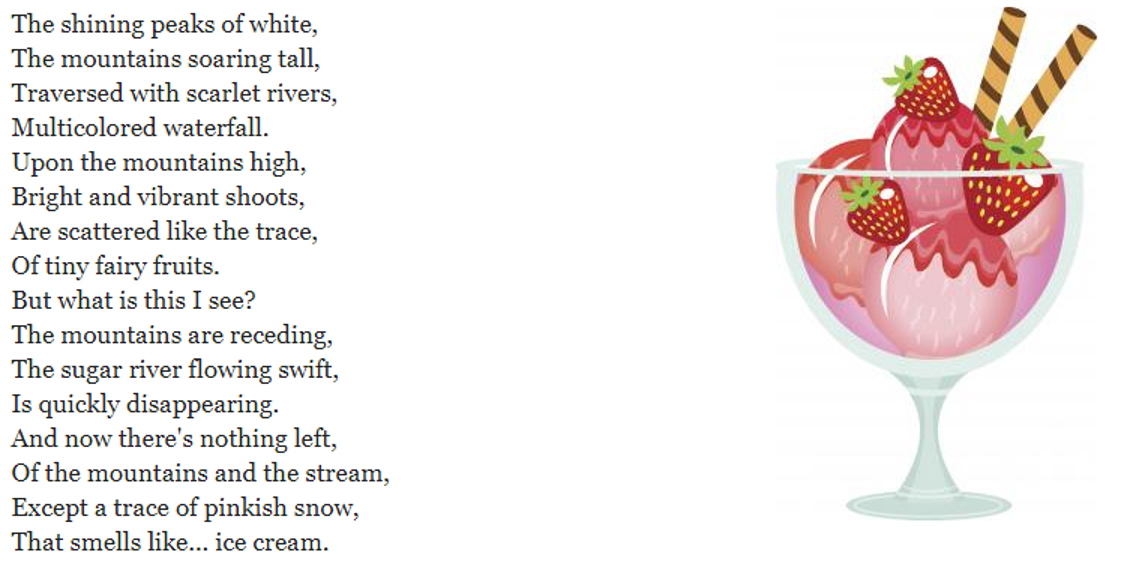 The shining peaks of white,
The mountains soaring tall,
Traversed with scarlet rivers,
Multicolored waterfall.
Upon the mountains high,
Bright and vibrant shoots,
Are scattered like the trace,
Of tiny fairy fruits.
But what is this I see?
The mountains are receding,
The sugar river flowing swift,
Is quickly disappearing.
And now there's nothing left,
Of the mountains and the stream,
Except a trace of pinkish snow,
That smells like... ice cream.